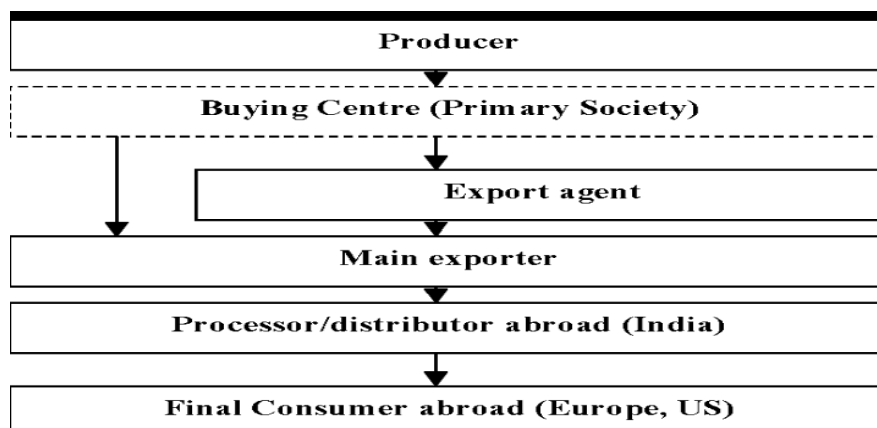 Producer
Buying Centre (Primary Society)
Export agent
Main exporter
Processor/distributor abroad (India)
Final Consumer abroad (Europe, US)